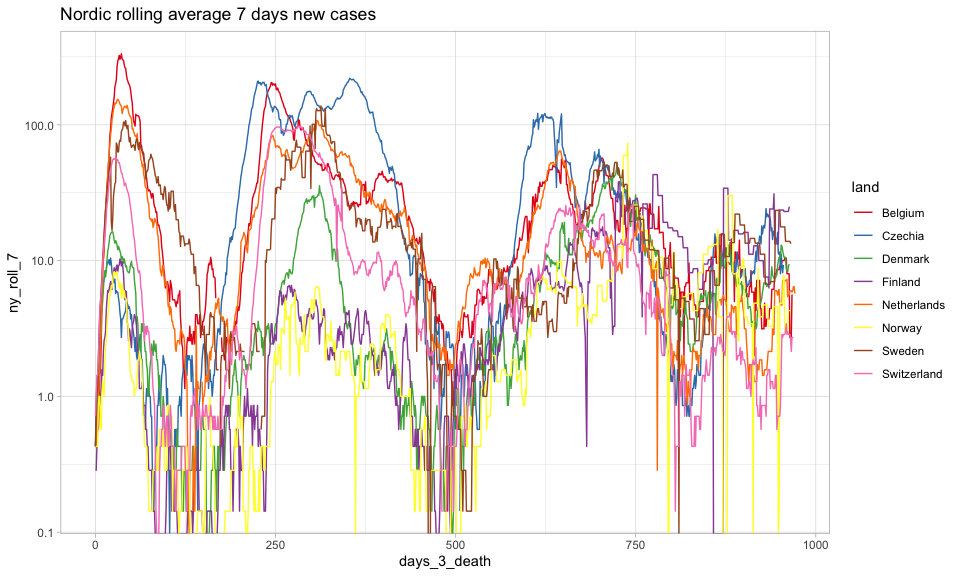 Nordic rolling average 7 days new cases
ny_roll_7
100.0
10.0
1.0
0.1
0
250
500
750
1000
days_3_death
land
Belgium
Czechia
Denmark
Finland
Netherlands
Norway
Sweden
Switzerland